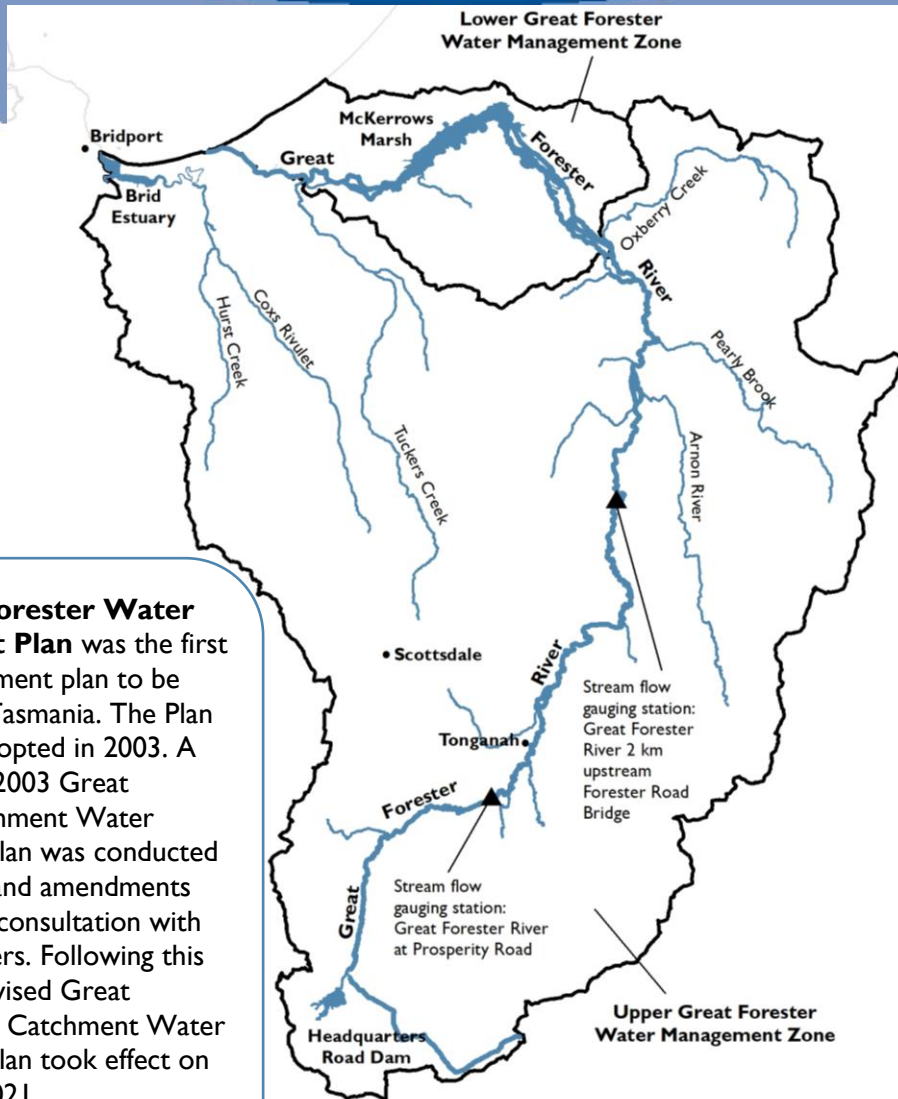 Lower Great Forester
Water Management Zone
McKerrows
Marsh
Bridport
Great
Forester
Brid
Estuary
Oxberry Creek
River
Hurst Creek
Coxs Rivulet
Pearly Brook
Tuckers Creek
Arnon River
Scottsdale
River
Stream flow
gauging station:
Great Forester
River 2 km
upstream
Forester Road
Bridge
Tonganah
Forester
Great
Stream flow
gauging station:
Great Forester River
at Prosperity Road
Headquarters
Road Dam
Upper Great Forester
Water Management Zone
orester Water
t Plan was the first
ment plan to be
asmania. The Plan
opted in 2003. A
2003 Great
hment Water
lan was conducted
and amendments
consultation with
ers. Following this
vised Great
Catchment Water
lan took effect on
021